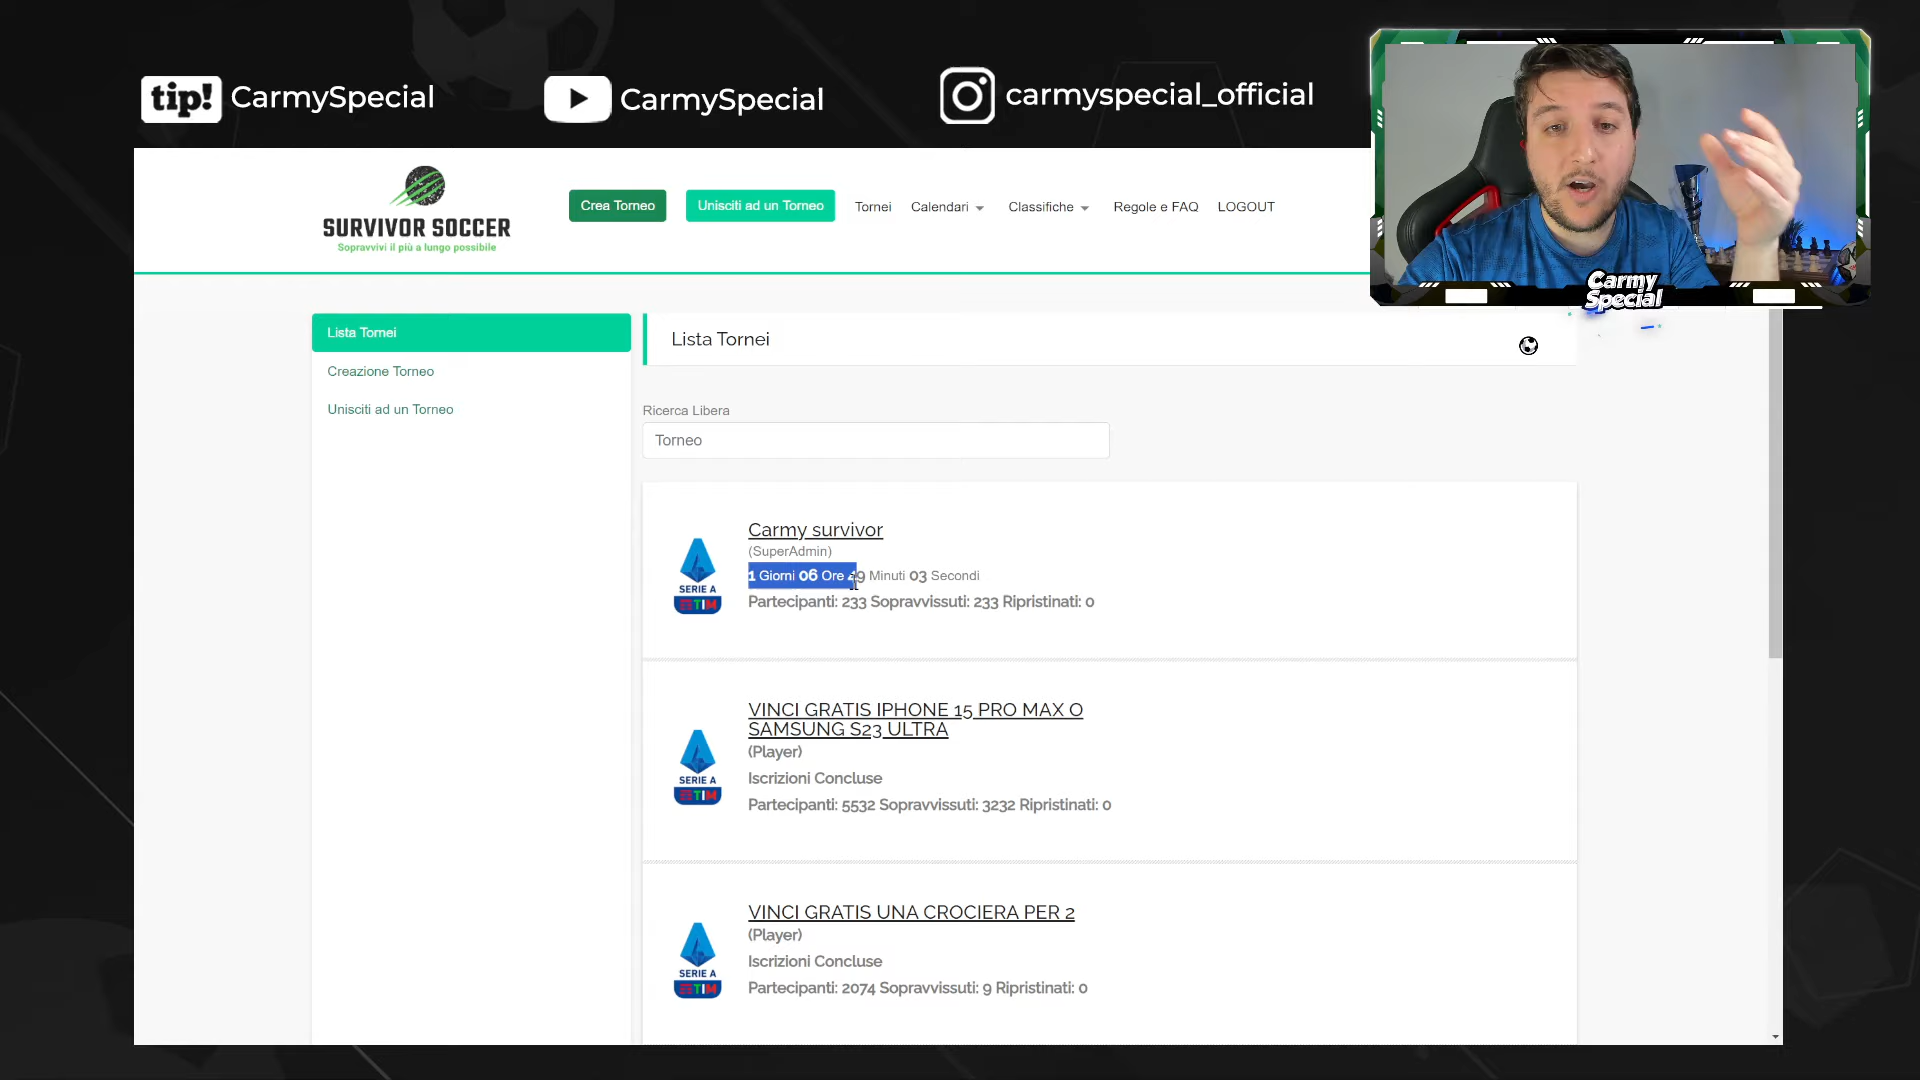 tip! CarmySpecial
CarmySpecial
carmyspecial_official
Carmy
Special
SURVIVOR SOCCER
Sopravvivi il più a lungo possibile
Crea Torneo
Unisciti ad un Torneo
Tornei
Calendari
Classifiche
Regole e FAQ
LOGOUT
Lista Tornei
Creazione Torneo
Unisciti ad un Torneo
Lista Tornei
Ricerca Libera
Torneo
SERIE A
TIM
Carmy survivor
(SuperAdmin)
1 Giorni 06 Ore Minuti 03 Secondi
Partecipanti: 233 Sopravvissuti: 233 Ripristinati: 0
SERIE A
TIM
VINCI GRATIS IPHONE 15 PRO MAX O
SAMSUNG S23 ULTRA
(Player)
Iscrizioni Concluse
Partecipanti: 5532 Sopravvissuti: 3232 Ripristinati: 0
SERIE A
TIM
VINCI GRATIS UNA CROCIERA PER 2
(Player)
Iscrizioni Concluse
Partecipanti: 2074 Sopravvissuti: 9 Ripristinati: 0